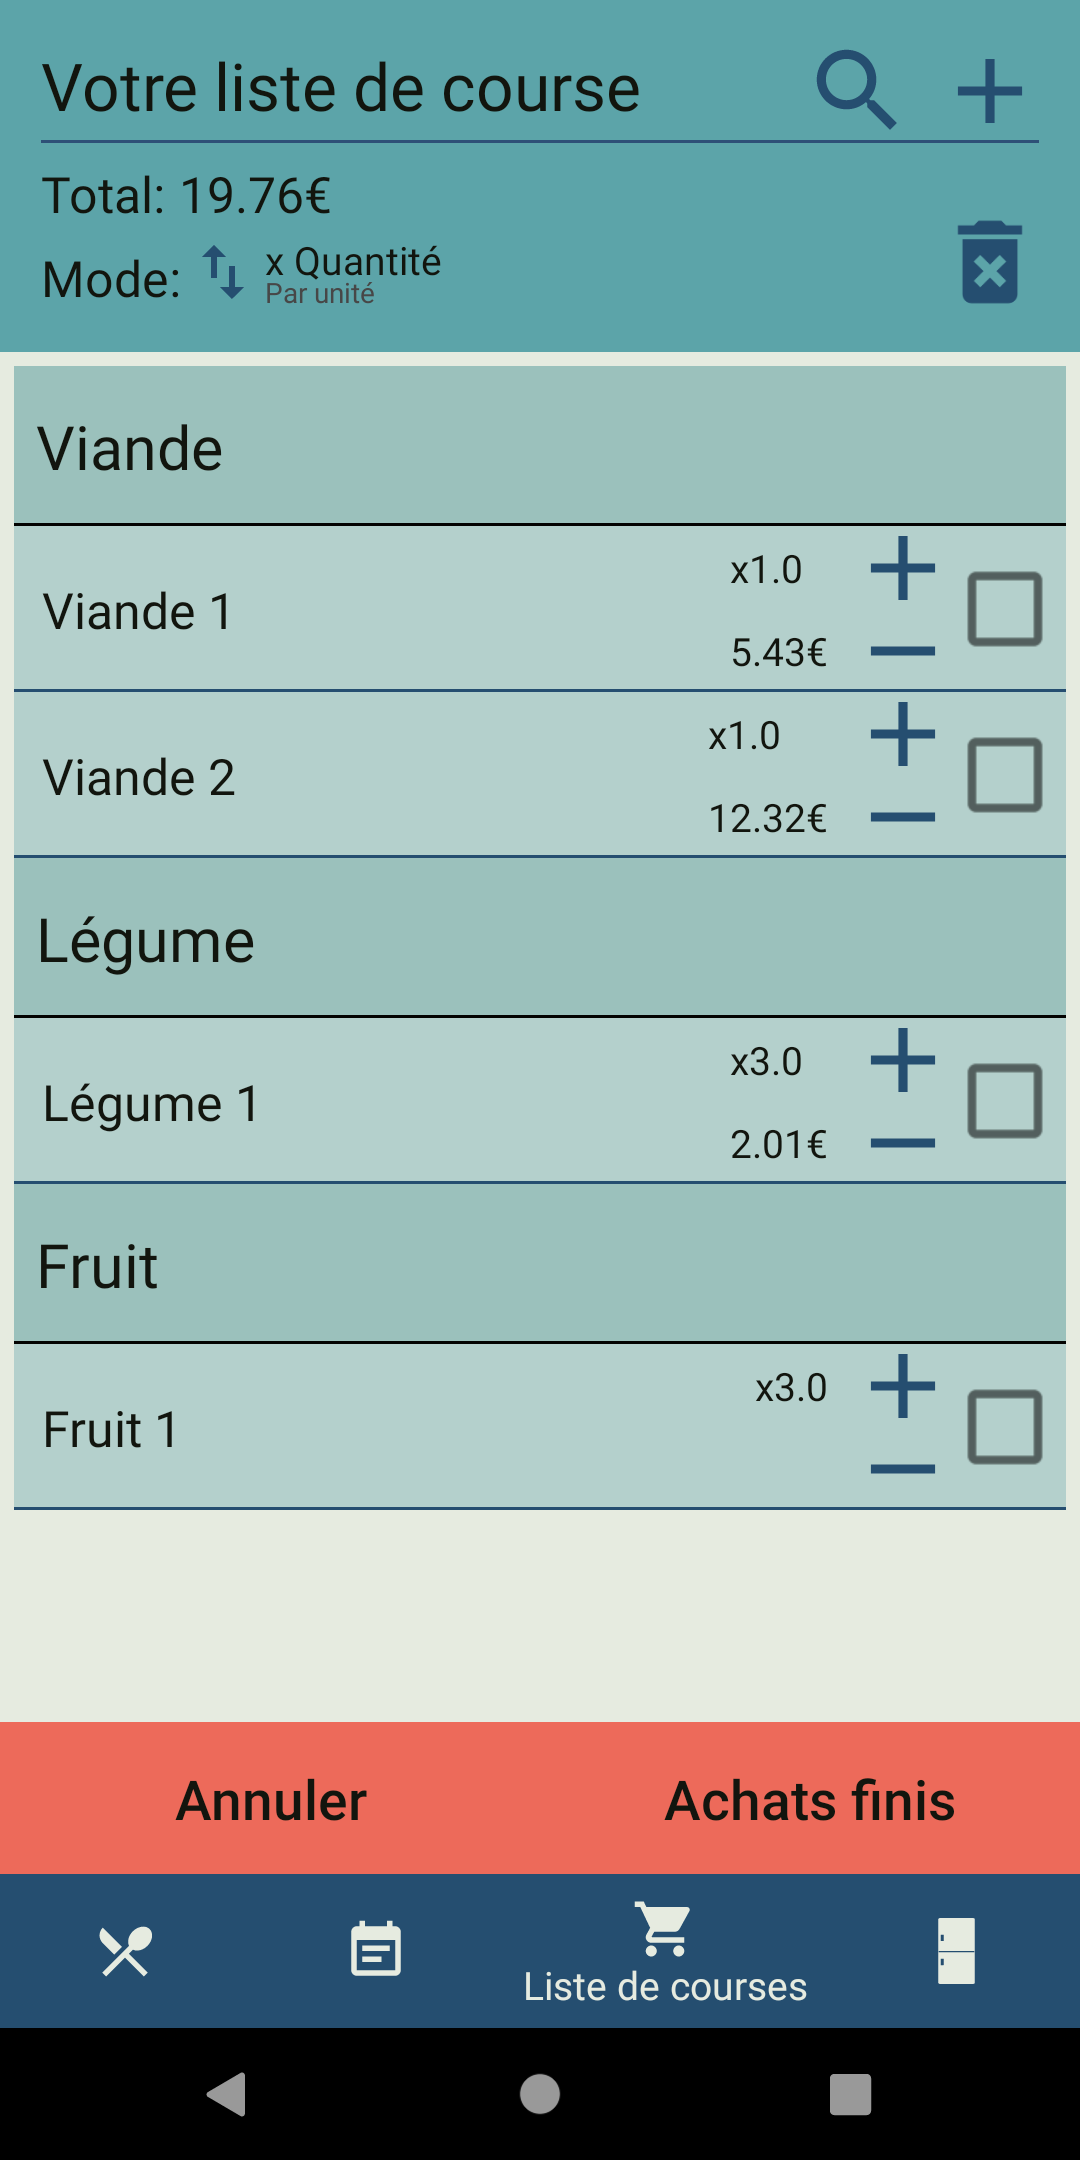 Votre liste de course
Total: 19.76€
Mode:
x Quantité
Par unité
Viande
Viande 1
x1.0
5.43€
Viande 2
x1.0
12.32€
Légume
Légume 1
x3.0
2.01€
Fruit
Fruit 1
x3.0
Annuler
Achats finis
Liste de courses